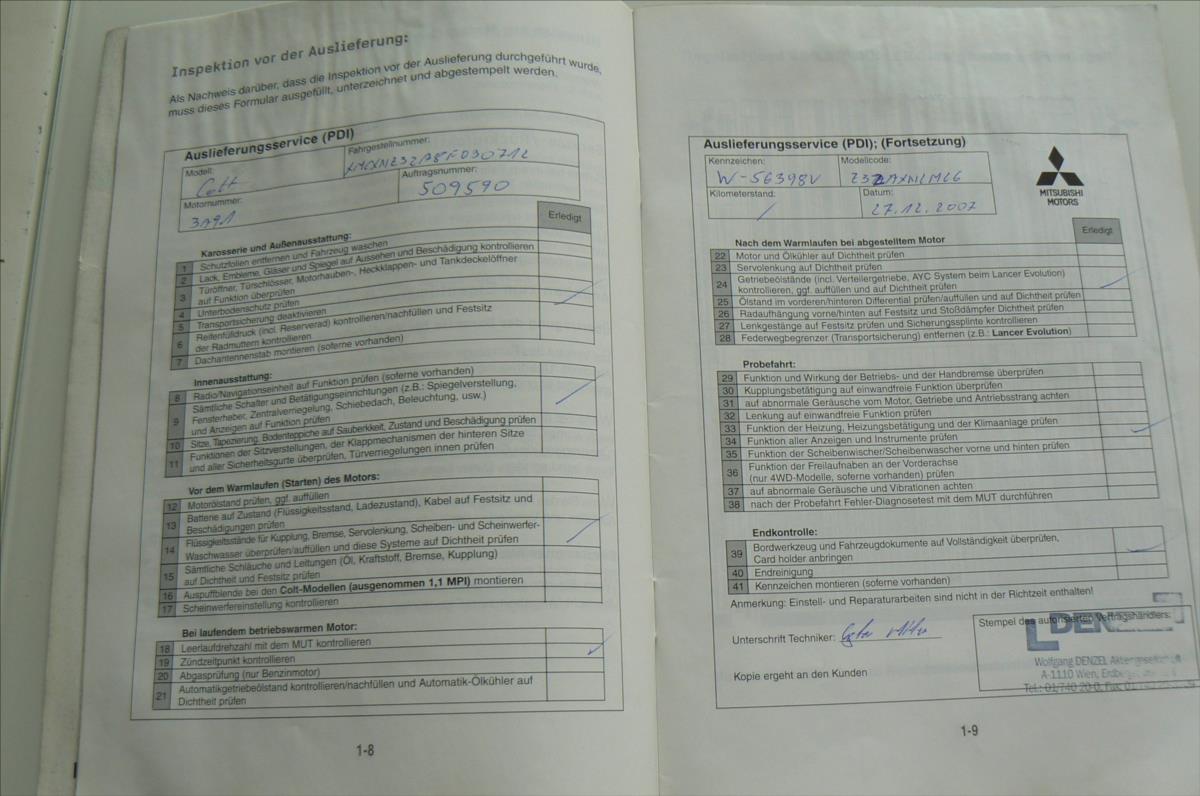 Inspektion vor der Auslieferung:
Als Nachweis darüber, dass die Inspektion vor der Auslieferung durchgeführt wurde,
muss dieses Formular ausgefüllt, unterzeichnet und abgestempelt werden.
Auslieferungsservice (PDI)
Modell:
Colt
Fahrgestellnummer:
Motornummer:
3A91
Auftragsnummer:
509590
Erledigt
Karosserie und Außenausstattung:
1 Schutzfolien entfernen und Fahrzeug waschen
2 Lack, Embleme, Gläser und Spiegel auf Aussehen und Beschädigung kontrollieren
3 Türöffner, Türschlösser, Motorhauben-, Heckklappen- und Tankdeckelöffner
auf Funktion überprüfen
4 Unterbodenschutz prüfen
5 Transportsicherung deaktivieren
6 Reifenfülldruck (incl. Reserverad) kontrollieren/nachfüllen und Festsitz
der Radmuttern kontrollieren
7 Dachantennenstab montieren (soferne vorhanden)
Innenausstattung:
8 Radio/Navigationseinheit auf Funktion prüfen (soferne vorhanden)
9 Sämtliche Schalter und Betätigungseinrichtungen (z.B.: Spiegelverstellung,
Fensterheber, Zentralverriegelung, Schiebedach, Beleuchtung, usw.)
und Anzeigen auf Funktion prüfen
10 Sitze, Tapezierung, Bodenteppiche auf Sauberkkeit, Zustand und Beschädigung prüfen
11 Funktionen der Sitzverstellungen, der Klappmechanismen der hinteren Sitze
und aller Sicherheitsgurte überprüfen, Türverriegelungen innen prüfen
Vor dem Warmlaufen (Starten) des Motors:
12 Motorölstand prüfen, ggf. auffüllen
13 Batterie auf Zustand (Flüssigkeitsstand, Ladezustand), Kabel auf Festsitz und
Beschädigungen prüfen
14 Flüssigkeitsstände für Kupplung, Bremse, Servolenkung, Scheiben- und Scheinwerfer-
Waschwasser überprüfen/auffüllen und diese Systeme auf Dichtheit prüfen
15 Sämtliche Schläuche und Leitungen (Öl, Kraftstoff, Bremse, Kupplung)
auf Dichtheit und Festsitz prüfen
16 Auspuffblende bei den Colt-Modellen (ausgenommen 1,1 MPI) montieren
17 Scheinwerfereinstellung kontrollieren
Bei laufendem betriebswarmen Motor:
18 Leerlaufdrehzahl mit dem MUT kontrollieren
19 Zündzeitpunkt kontrollieren
20 Abgasprüfung (nur Benzinmotor)
21 Automatikgetriebeölstand kontrollieren/nachfüllen und Automatik-Ölkühler auf
Dichtheit prüfen
1-8
Auslieferungsservice (PDI); (Fortsetzung)
Kennzeichen:
W-56398V
Modellcode:
Kilometerstand:
/
Datum:
27.12.2007
MITSUBISHI
MOTORS
Erledigt
Nach dem Warmlaufen bei abgestelltem Motor
22 Motor und Ölkühler auf Dichtheit prüfen
23 Servolenkung auf Dichtheit prüfen
24 Getriebeölstände (incl. Verteilergetriebe, AYC System beim Lancer Evolution)
kontrollieren, ggf. auffüllen und auf Dichtheit prüfen
25 Ölstand im vorderen/hinteren Differential prüfen/auffüllen und auf Dichtheit prüfen
26 Radaufhängung vorne/hinten auf Festsitz und Stoßdämpfer Dichtheit prüfen
27 Lenkgestänge auf Festsitz prüfen und Sicherungssplinte kontrollieren
28 Federwegbegrenzer (Transportsicherung) entfernen (z.B.: Lancer Evolution)
Probefahrt:
29 Funktion und Wirkung der Betriebs- und der Handbremse überprüfen
30 Kupplungsbetätigung auf einwandfreie Funktion überprüfen
31 auf abnormale Geräusche vom Motor, Getriebe und Antriebsstrang achten
32 Lenkung auf einwandfreie Funktion prüfen
33 Funktion der Heizung, Heizungsbetätigung und der Klimaanlage prüfen
34 Funktion aller Anzeigen und Instrumente prüfen
35 Funktion der Scheibenwischer/Scheibenwascher vorne und hinten prüfen
36 Funktion der Freilaufnaben an der Vorderachse
(nur 4WD-Modelle, soferne vorhanden) prüfen
37 auf abnormale Geräusche und Vibrationen achten
38 nach der Probefahrt Fehler-Diagnosetest mit dem MUT durchführen
Endkontrolle:
39 Bordwerkzeug und Fahrzeugdokumente auf Vollständigkeit überprüfen,
Card holder anbringen
40 Endreinigung
41 Kennzeichen montieren (soferne vorhanden)
Anmerkung: Einstell- und Reparaturarbeiten sind nicht in der Richtzeit enthalten!
Unterschrift Techniker:
Stempel des autorisierten Vertragshändlers:
DENZEL
Wolfgang DENZEL Aktiengesellschaft
A-1110 Wien,
Tel.: 01/740 20-0, Fax:
Kopie ergeht an den Kunden
1-9